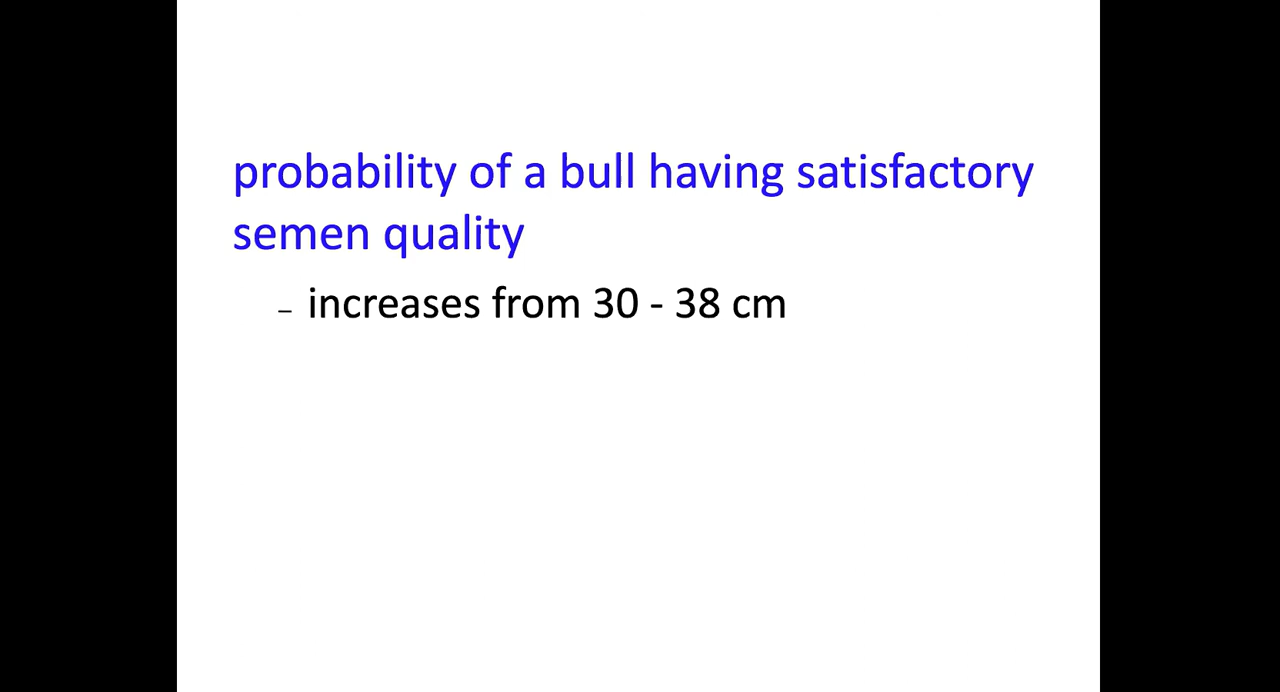 probability of a bull having satisfactory
semen quality
– increases from 30 - 38 cm